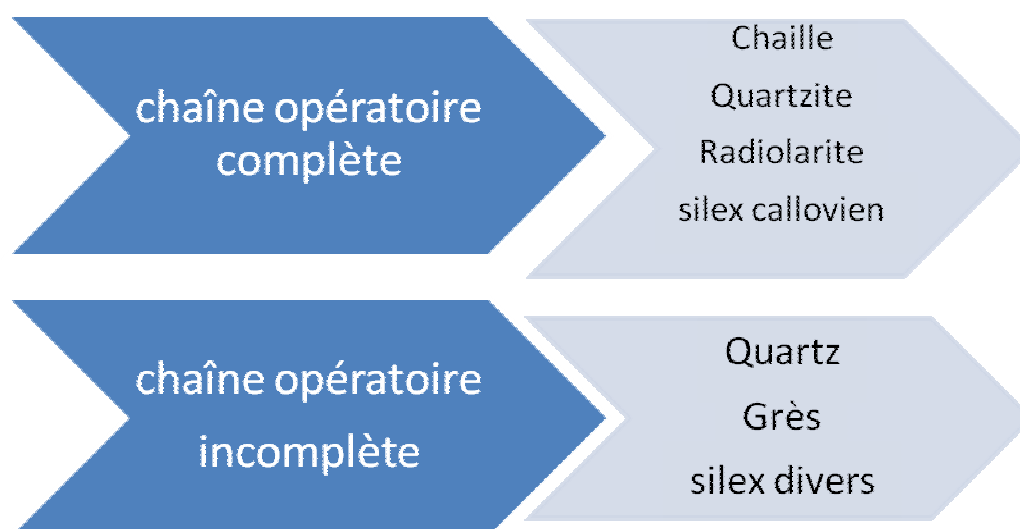 chaîne opératoire
complète
Chaille
Quartzite
Radiolarite
silex callovien
chaîne opératoire
incomplète
Quartz
Grès
silex divers